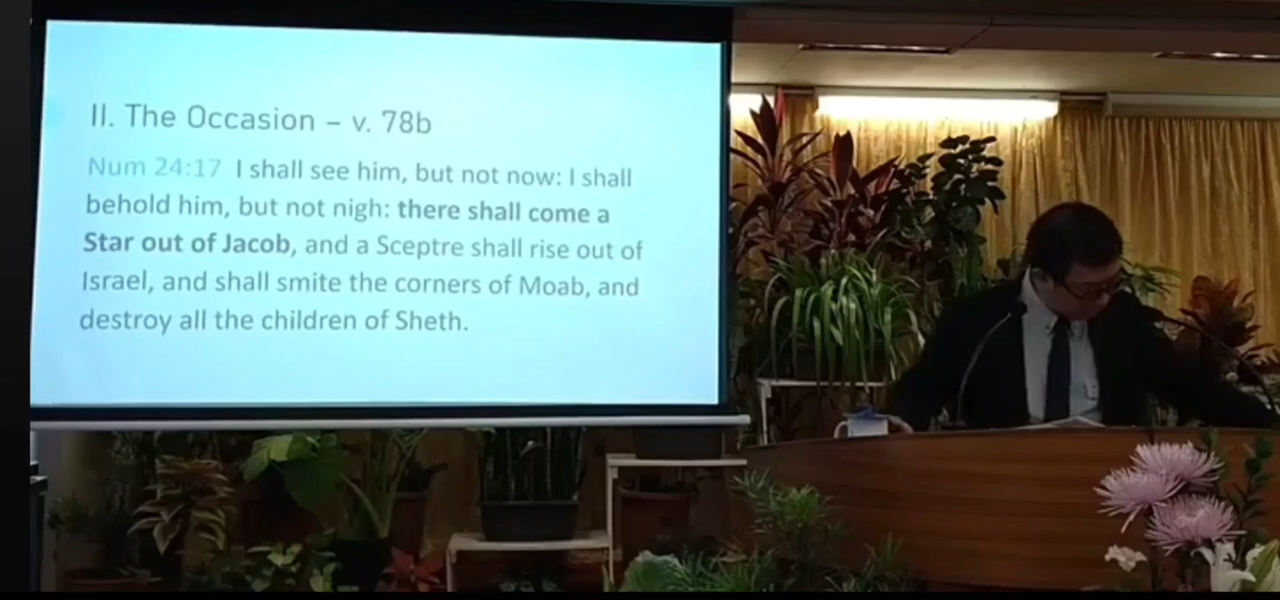 II. The Occasion – v. 78b
Num 24:17 I shall see him, but not now: I shall
behold him, but not nigh: there shall come a
Star out of Jacob, and a Sceptre shall rise out of
Israel, and shall smite the corners of Moab, and
destroy all the children of Sheth.